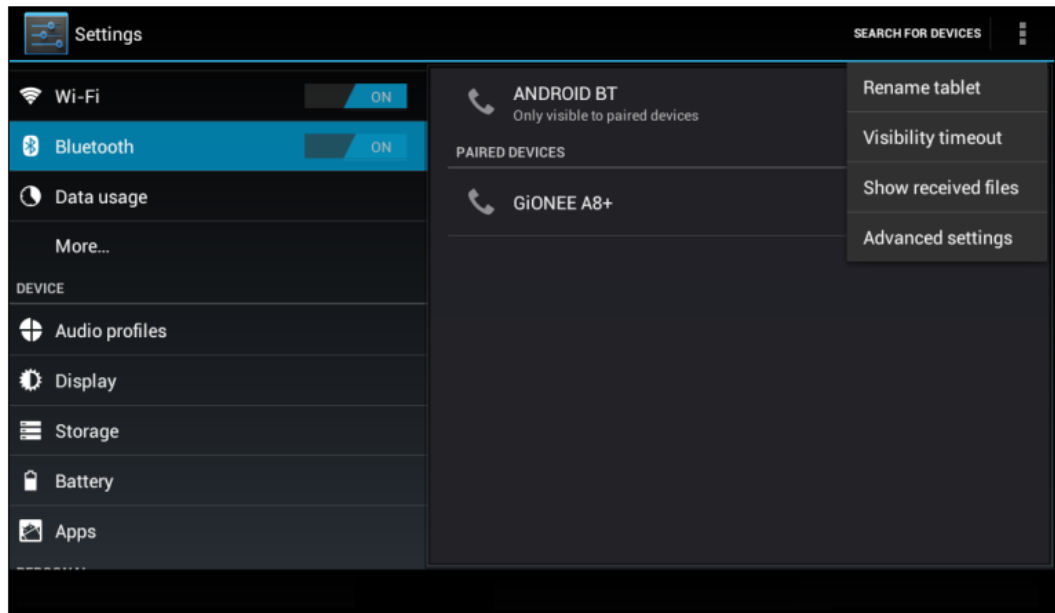 Settings
SEARCH FOR DEVICES
Wi-Fi
ON
Bluetooth
ON
Data usage
More...
DEVICE
Audio profiles
Display
Storage
Battery
Apps
ANDROID BT
Only visible to paired devices
PAIRED DEVICES
GiONEE A8+
Rename tablet
Visibility timeout
Show received files
Advanced settings